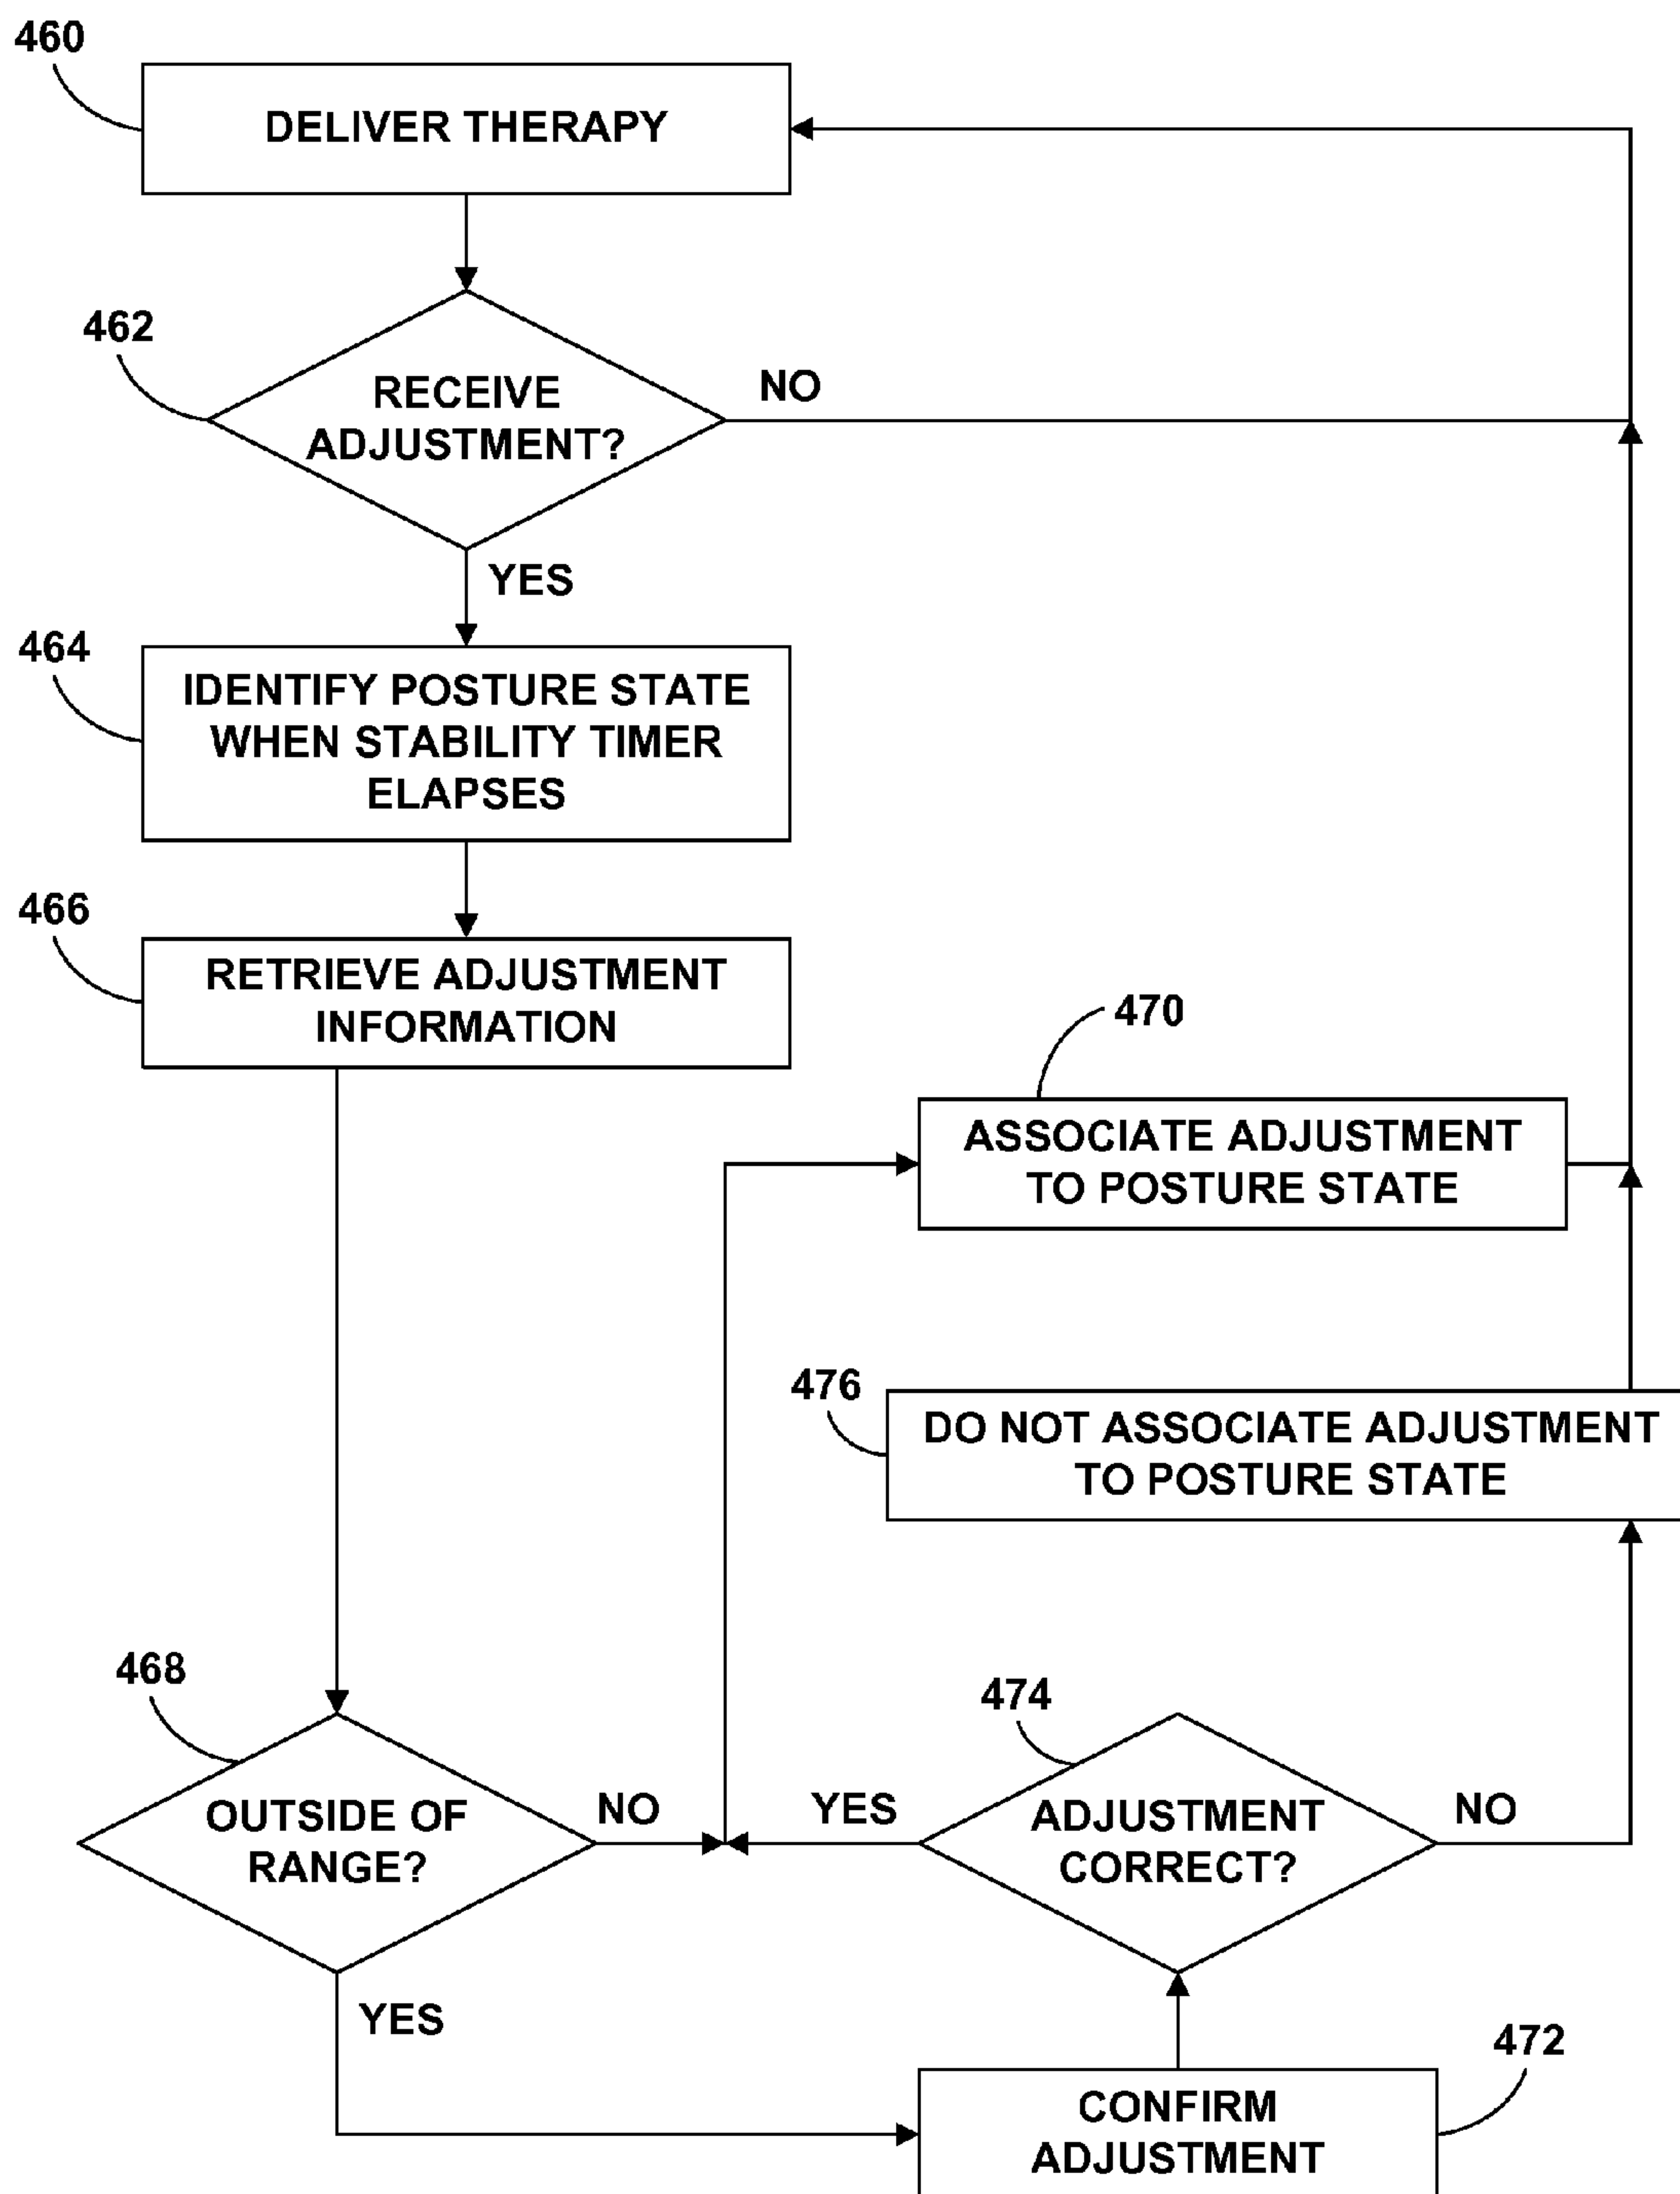 460
DELIVER THERAPY
462
RECEIVE
ADJUSTMENT?
NO
YES
464
IDENTIFY POSTURE STATE
WHEN STABILITY TIMER
ELAPSES
466
RETRIEVE ADJUSTMENT
INFORMATION
470
ASSOCIATE ADJUSTMENT
TO POSTURE STATE
476
DO NOT ASSOCIATE ADJUSTMENT
TO POSTURE STATE
468
OUTSIDE OF
RANGE?
NO
YES
474
YES
ADJUSTMENT
CORRECT?
NO
472
CONFIRM
ADJUSTMENT